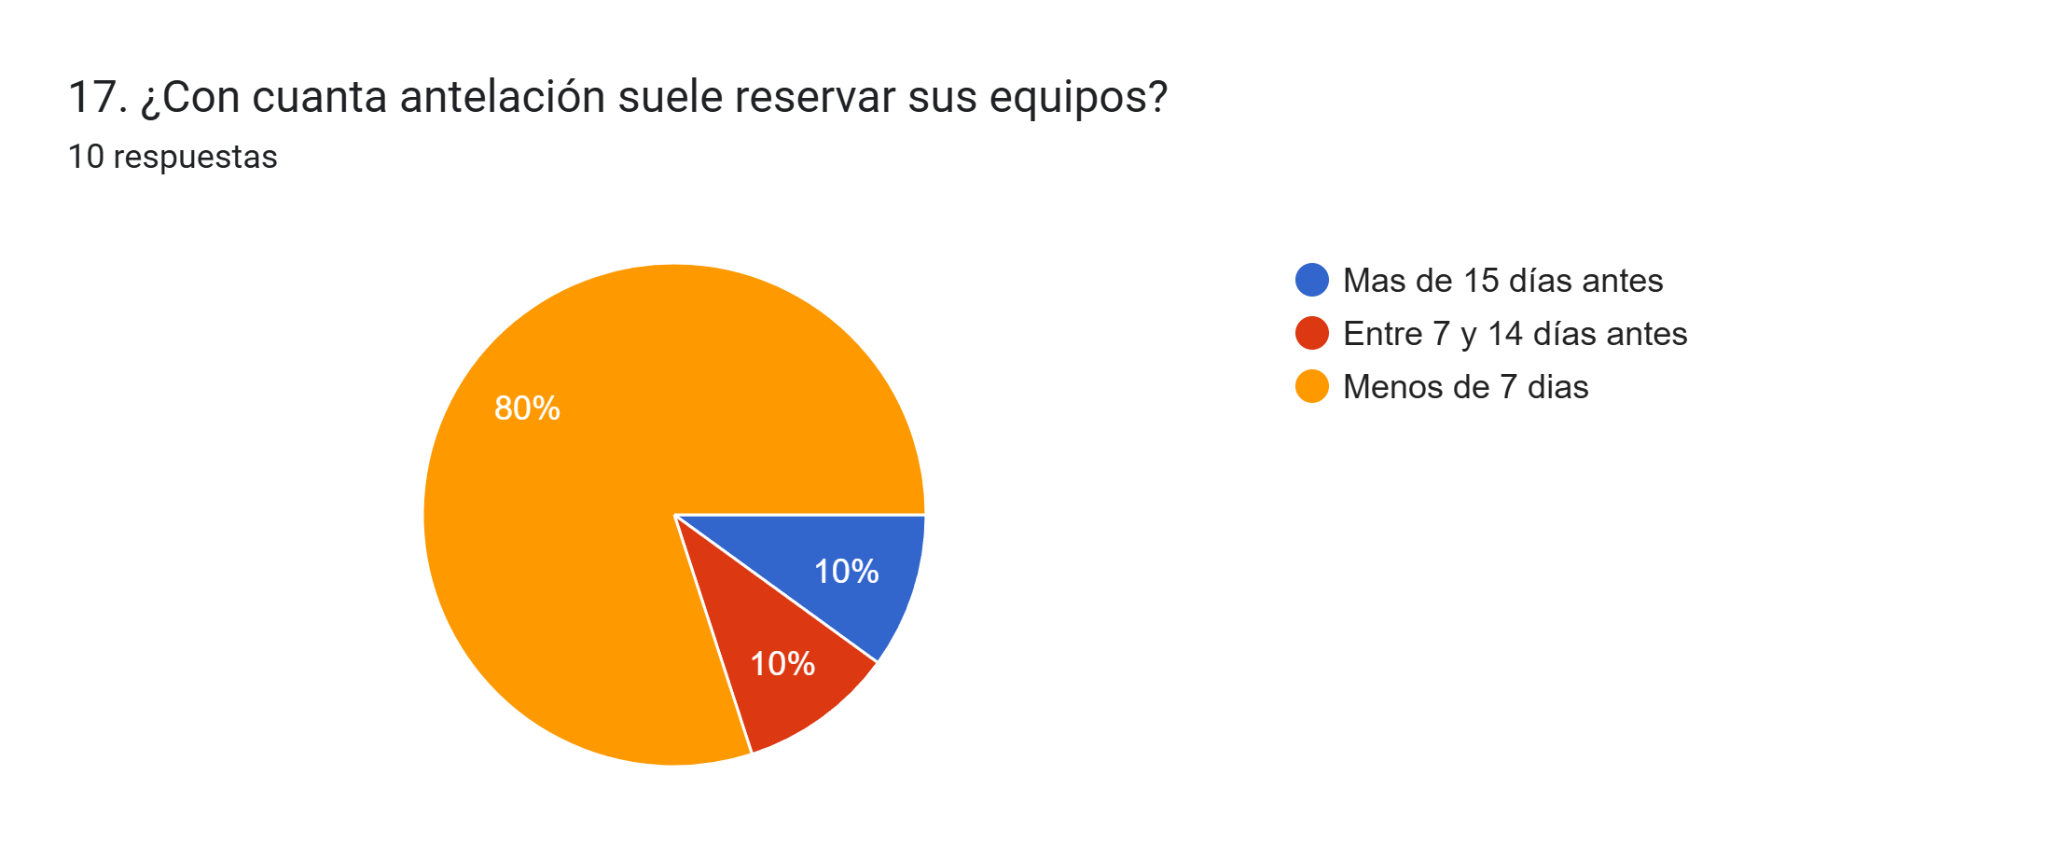 17. ¿Con cuanta antelación suele reservar sus equipos?
10 respuestas
Mas de 15 días antes
Entre 7 y 14 días antes
Menos de 7 dias
80%
10%
10%